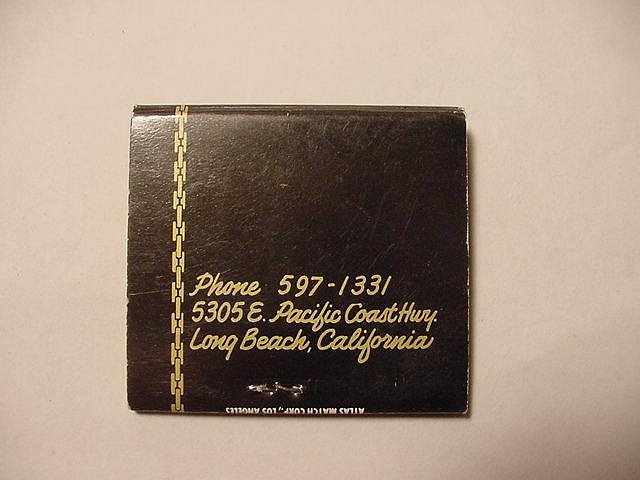 Phone 597-1331
5305 E. Pacific Coast Hwy.
Long Beach, California
ATLAS MATCH CORP., LOS ANGELES